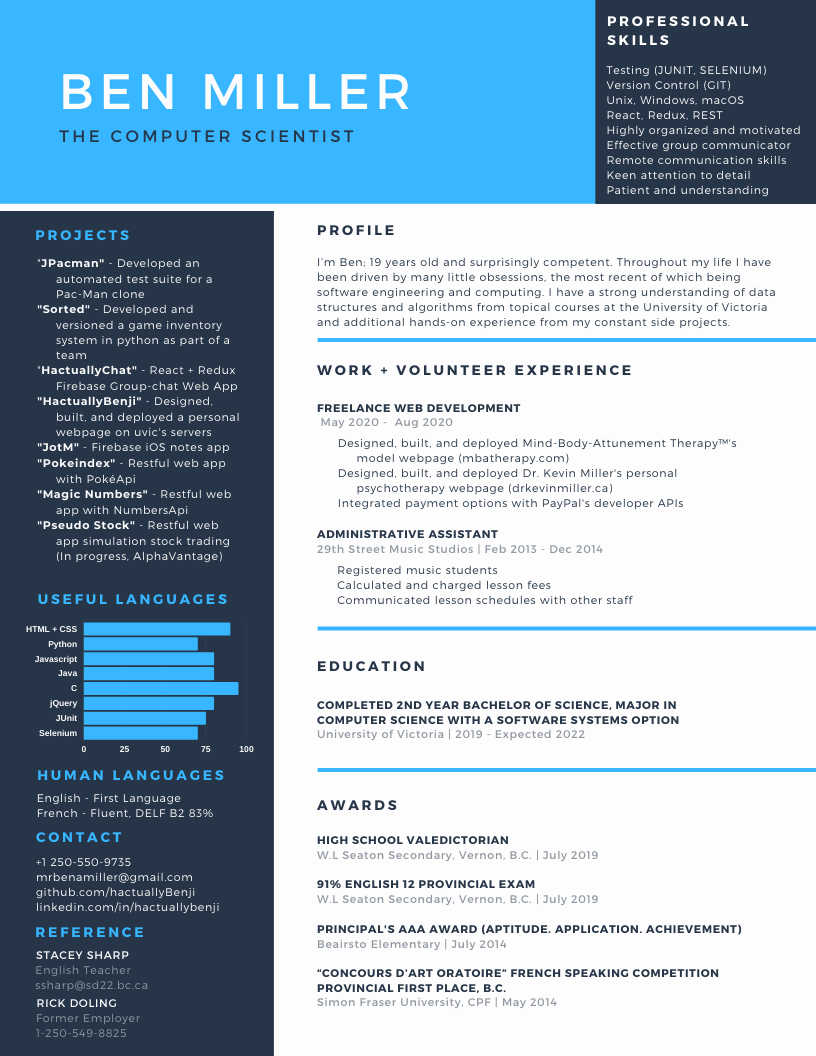 BEN MILLER
THE COMPUTER SCIENTIST
PROFESSIONAL
SKILLS
Testing (JUNIT, SELENIUM)
Version Control (GIT)
Unix, Windows, macOS
React, Redux, REST
Highly organized and motivated
Effective group communicator
Remote communication skills
Keen attention to detail
Patient and understanding
PROJECTS
"JPacman" - Developed an
automated test suite for a
Pac-Man clone
"Sorted" - Developed and
versioned a game inventory
system in python as part of a
team
"HactuallyChat" - React + Redux
Firebase Group-chat Web App
"HactuallyBenji" - Designed,
built, and deployed a personal
webpage on uvic's servers
"JotM" - Firebase iOS notes app
"Pokeindex" - Restful web app
with PokéApi
"Magic Numbers" - Restful web
app with NumbersApi
"Pseudo Stock" - Restful web
app simulation stock trading
(In progress, AlphaVantage)
USEFUL LANGUAGES
HTML + CSS
Python
Javascript
Java
C
jQuery
JUnit
Selenium
0 25 50 75 100
HUMAN LANGUAGES
English - First Language
French - Fluent, DELF B2 83%
CONTACT
+1 250-550-9735
mrbenamiller@gmail.com
github.com/hactuallyBenji
linkedin.com/in/hactuallybenji
REFERENCE
STACEY SHARP
English Teacher
ssharp@sd22.bc.ca
RICK DOLING
Former Employer
1-250-549-8825
PROFILE
I'm Ben; 19 years old and surprisingly competent. Throughout my life I have
been driven by many little obsessions, the most recent of which being
software engineering and computing. I have a strong understanding of data
structures and algorithms from topical courses at the University of Victoria
and additional hands-on experience from my constant side projects.
WORK + VOLUNTEER EXPERIENCE
FREELANCE WEB DEVELOPMENT
May 2020 - Aug 2020
Designed, built, and deployed Mind-Body-Attunement Therapy™'s
model webpage (mbatherapy.com)
Designed, built, and deployed Dr. Kevin Miller's personal
psychotherapy webpage (drkevinmiller.ca)
Integrated payment options with PayPal's developer APIs
ADMINISTRATIVE ASSISTANT
29th Street Music Studios | Feb 2013 - Dec 2014
Registered music students
Calculated and charged lesson fees
Communicated lesson schedules with other staff
EDUCATION
COMPLETED 2ND YEAR BACHELOR OF SCIENCE, MAJOR IN
COMPUTER SCIENCE WITH A SOFTWARE SYSTEMS OPTION
University of Victoria | 2019 - Expected 2022
AWARDS
HIGH SCHOOL VALEDICTORIAN
W.L Seaton Secondary, Vernon, B.C. | July 2019
91% ENGLISH 12 PROVINCIAL EXAM
W.L Seaton Secondary, Vernon, B.C. | July 2019
PRINCIPAL'S AAA AWARD (APTITUDE. APPLICATION. ACHIEVEMENT)
Beairsto Elementary | July 2014
"CONCOURS D'ART ORATOIRE" FRENCH SPEAKING COMPETITION
PROVINCIAL FIRST PLACE, B.C.
Simon Fraser University, CPF | May 2014